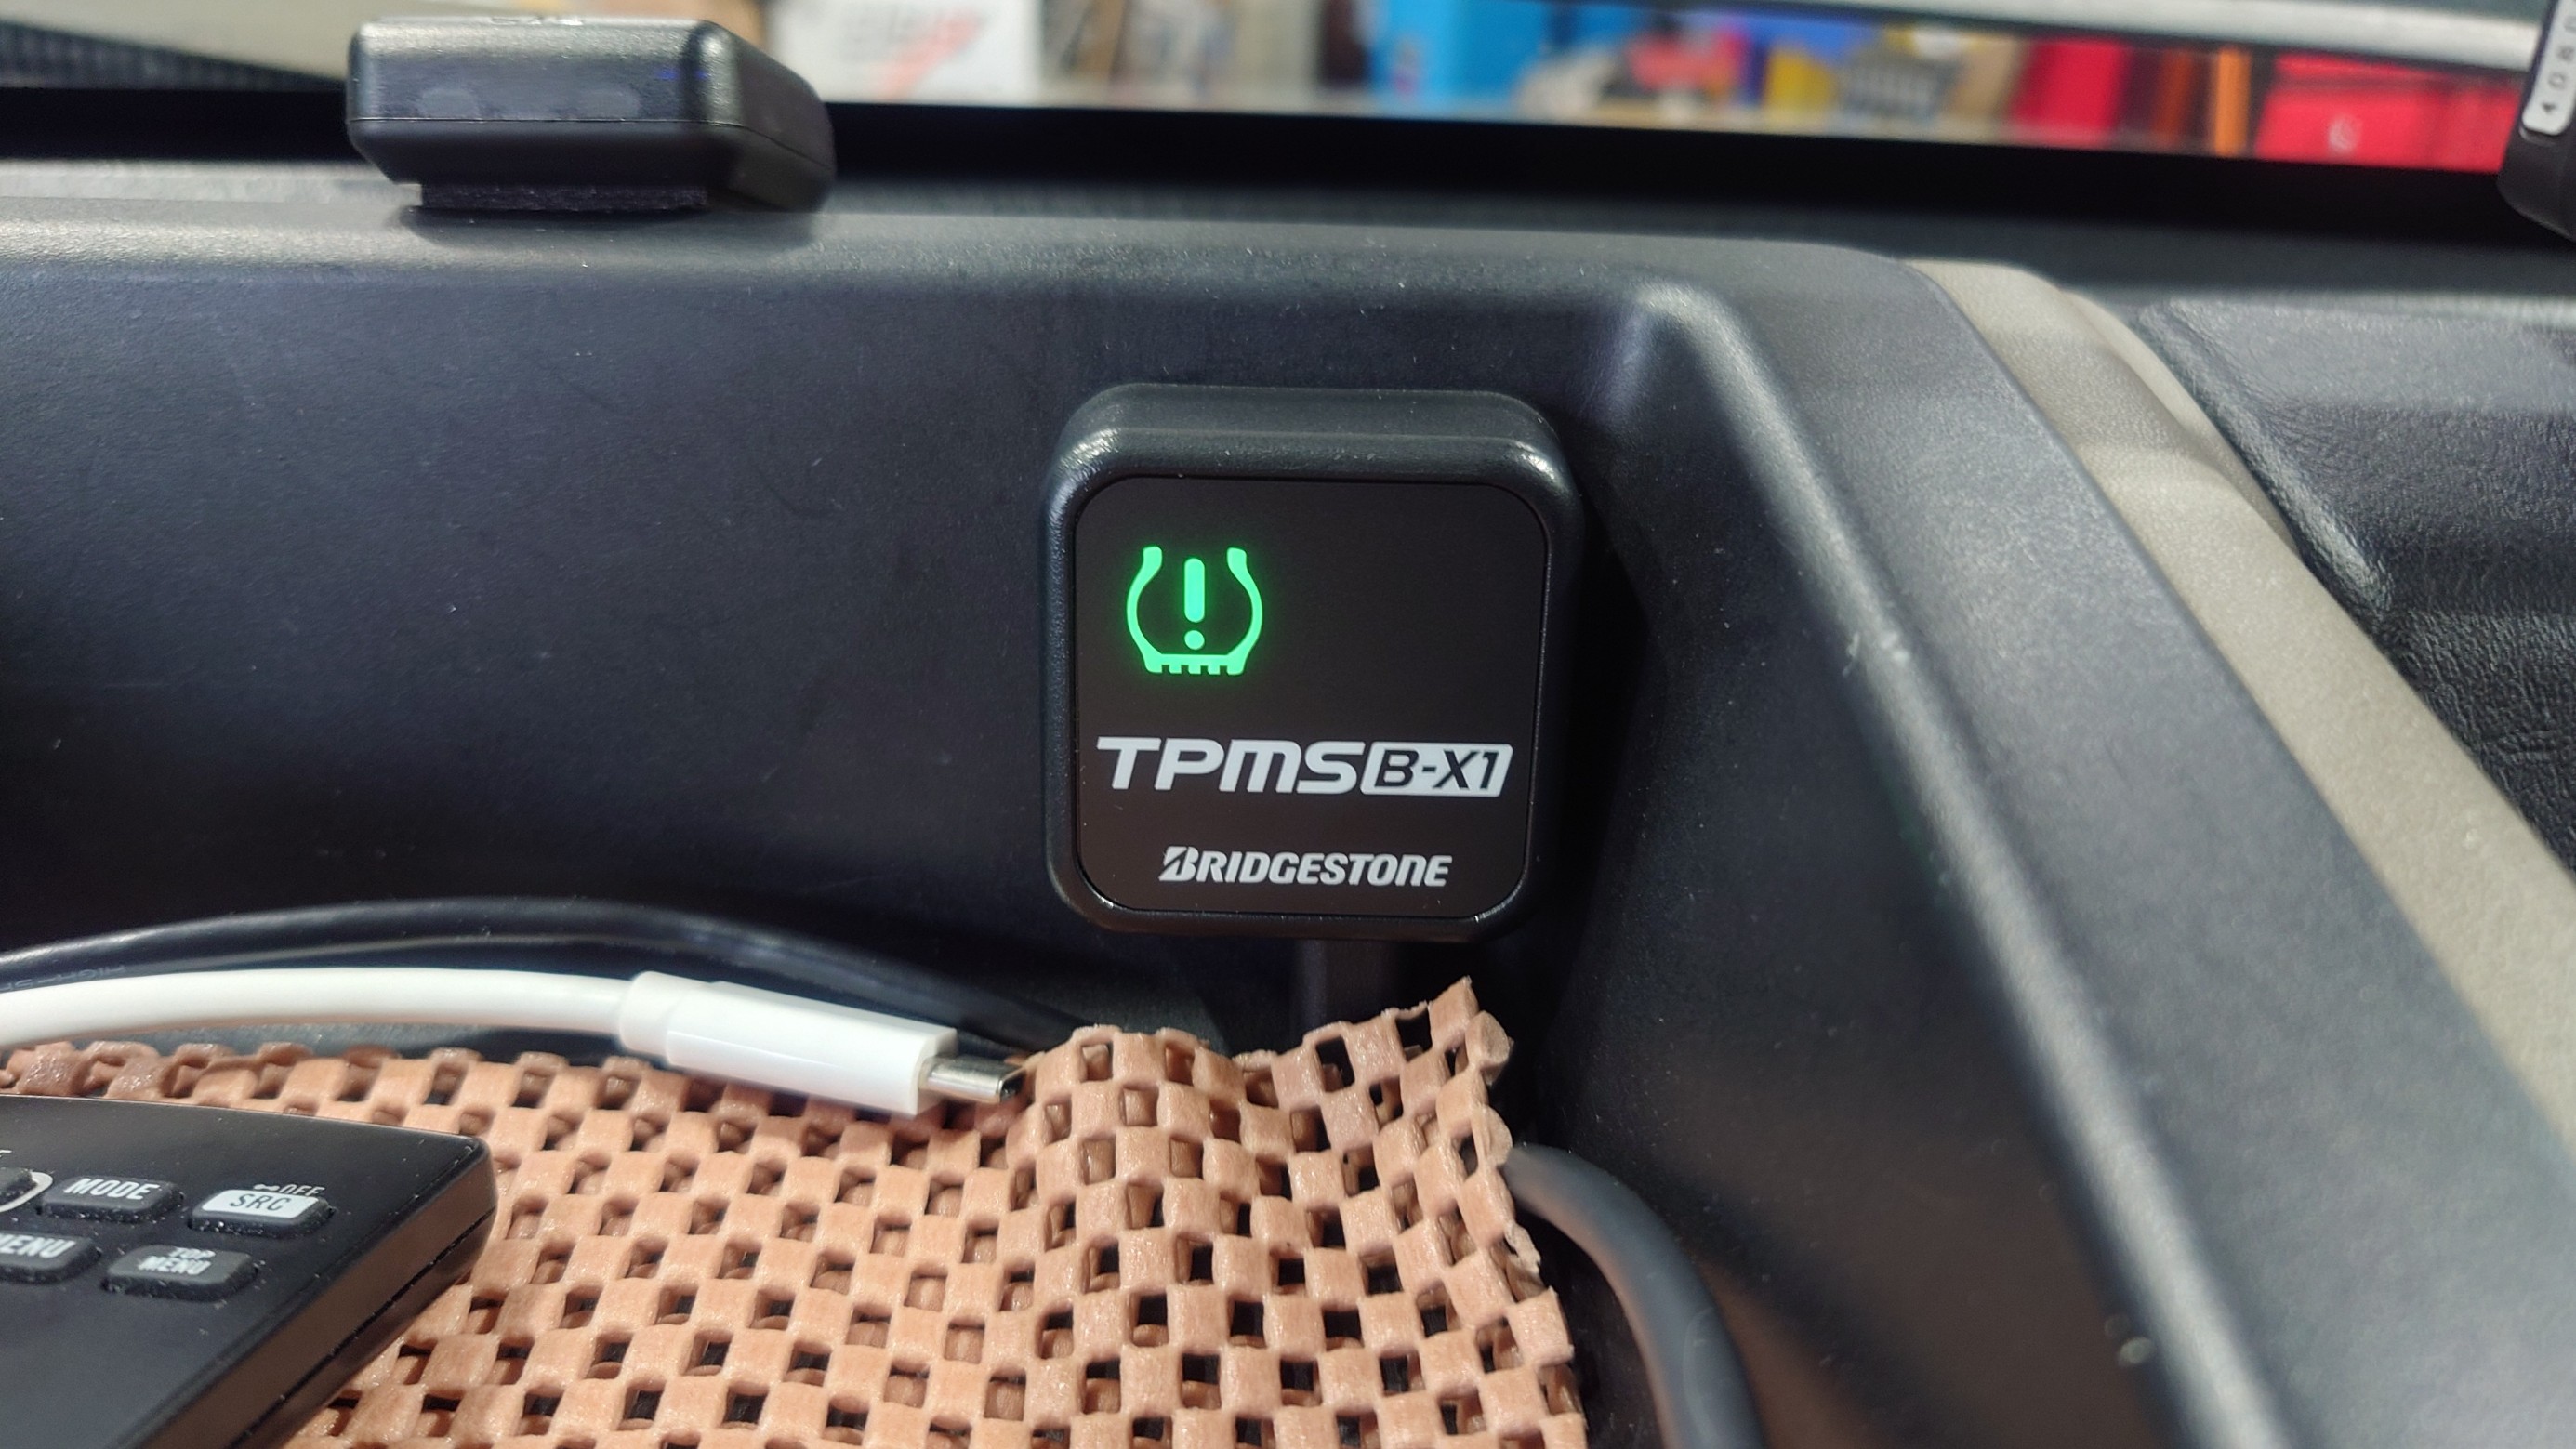 TPMS B-X1
BRIDGESTONE
MODE
OFF
SRC
MENU
TOP
MENU